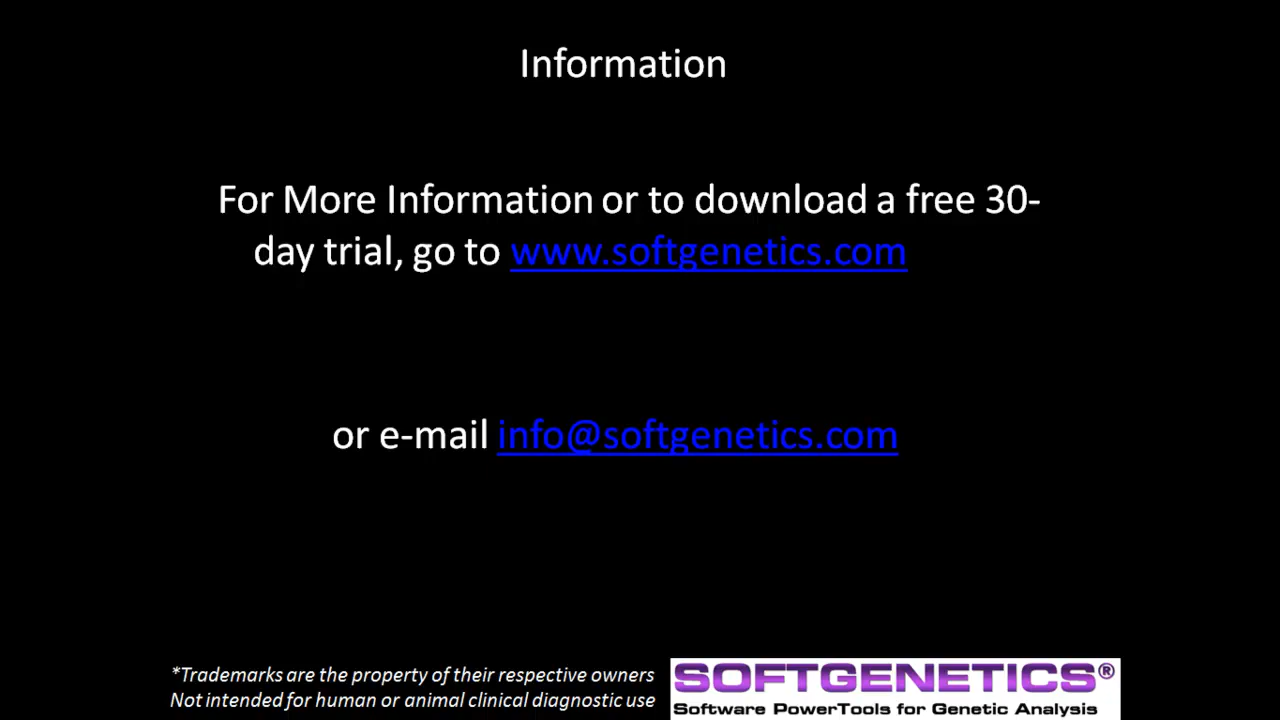 Information
For More Information or to download a free 30-
day trial, go to www.softgenetics.com
or e-mail info@softgenetics.com
*Trademarks are the property of their respective owners
Not intended for human or animal clinical diagnostic use
SOFTGENETICS®
Software PowerTools for Genetic Analysis